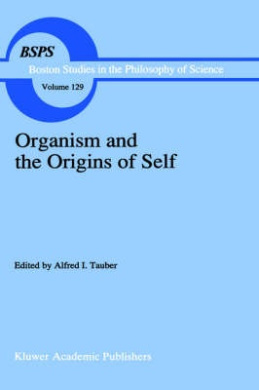 BSPS
Boston Studies in the Philosophy of Science
Volume 129
Organism and
the Origins of Self
Edited by Alfred I. Tauber
Kluwer Academic Publishers